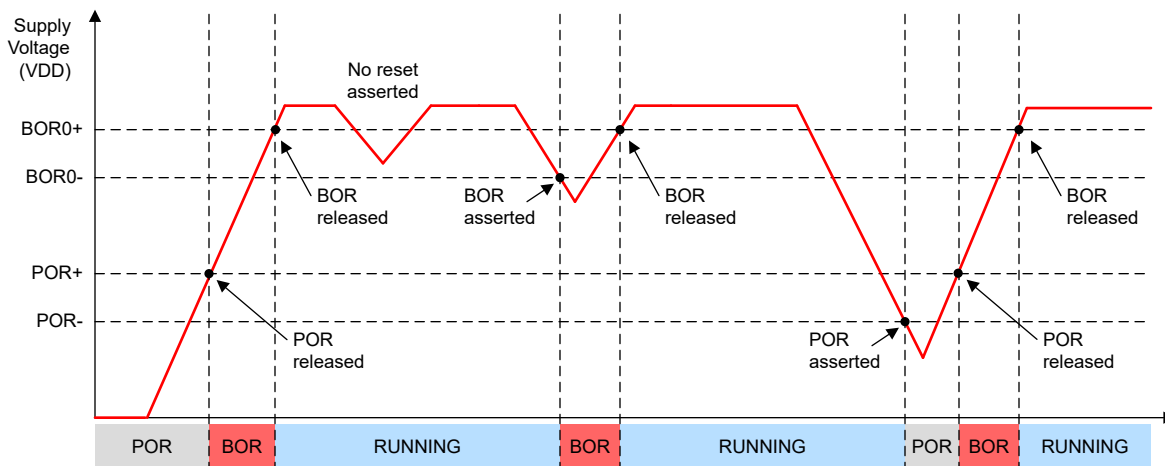 Supply
Voltage
(VDD)
No reset
asserted
BOR0+
BOR0-
BOR
released
BOR
asserted
BOR
released
BOR
released
POR+
POR-
POR
released
POR
asserted
POR
released
POR BOR RUNNING BOR RUNNING POR BOR RUNNING